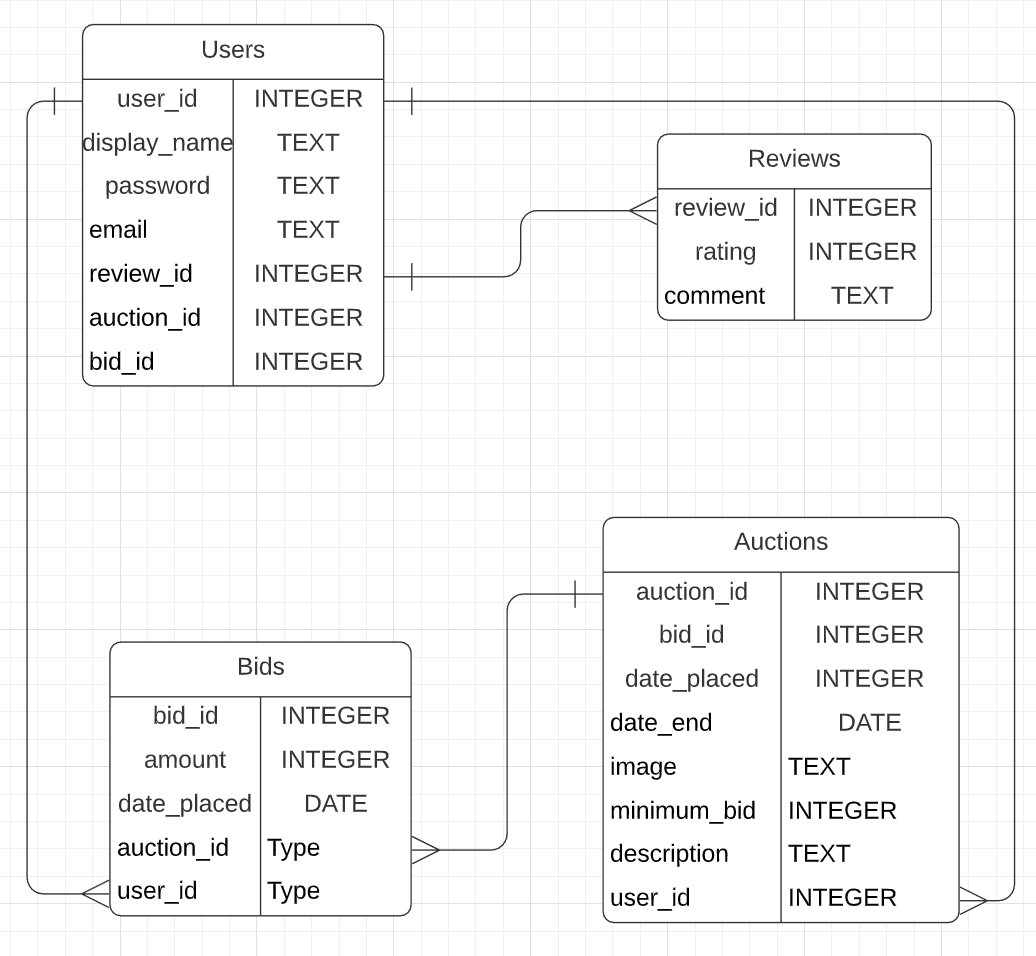 Users
user_id INTEGER
display_name TEXT
password TEXT
email TEXT
review_id INTEGER
auction_id INTEGER
bid_id INTEGER
Reviews
review_id INTEGER
rating INTEGER
comment TEXT
Bids
bid_id INTEGER
amount INTEGER
date_placed DATE
auction_id Type
user_id Type
Auctions
auction_id INTEGER
bid_id INTEGER
date_placed INTEGER
date_end DATE
image TEXT
minimum_bid INTEGER
description TEXT
user_id INTEGER